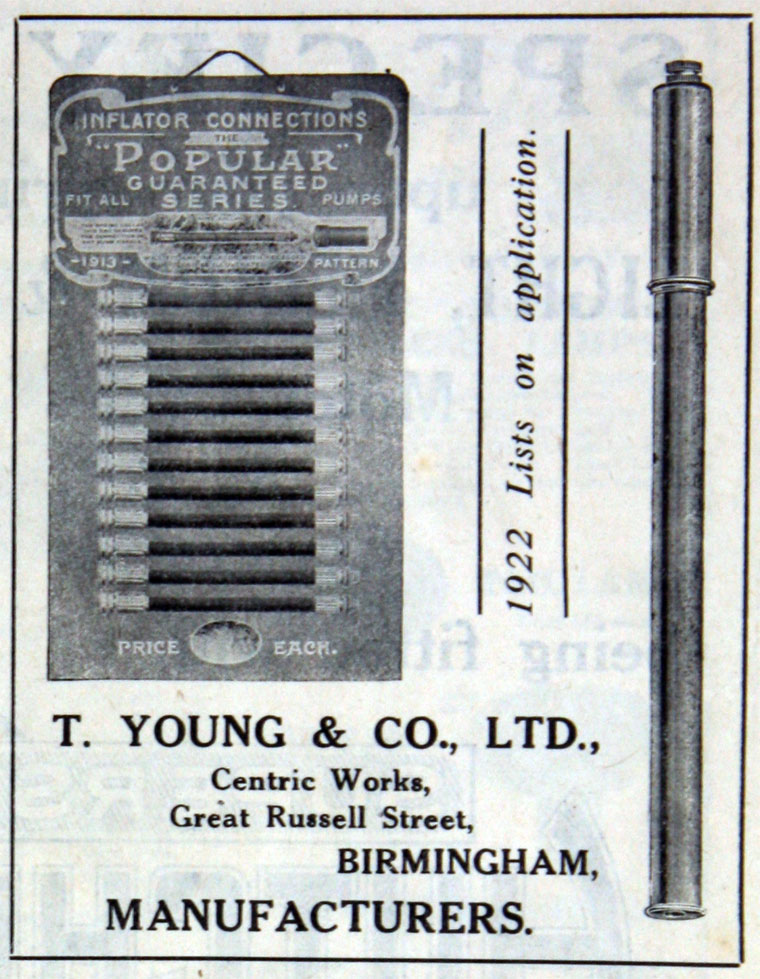 INFLATOR CONNECTIONS
THE
"POPULAR"
GUARANTEED
FIT ALL SERIES. PUMPS
-1913- PATTERN
PRICE EACH.
1922 Lists on application.
T. YOUNG & CO., LTD.,
Centric Works,
Great Russell Street,
BIRMINGHAM,
MANUFACTURERS.